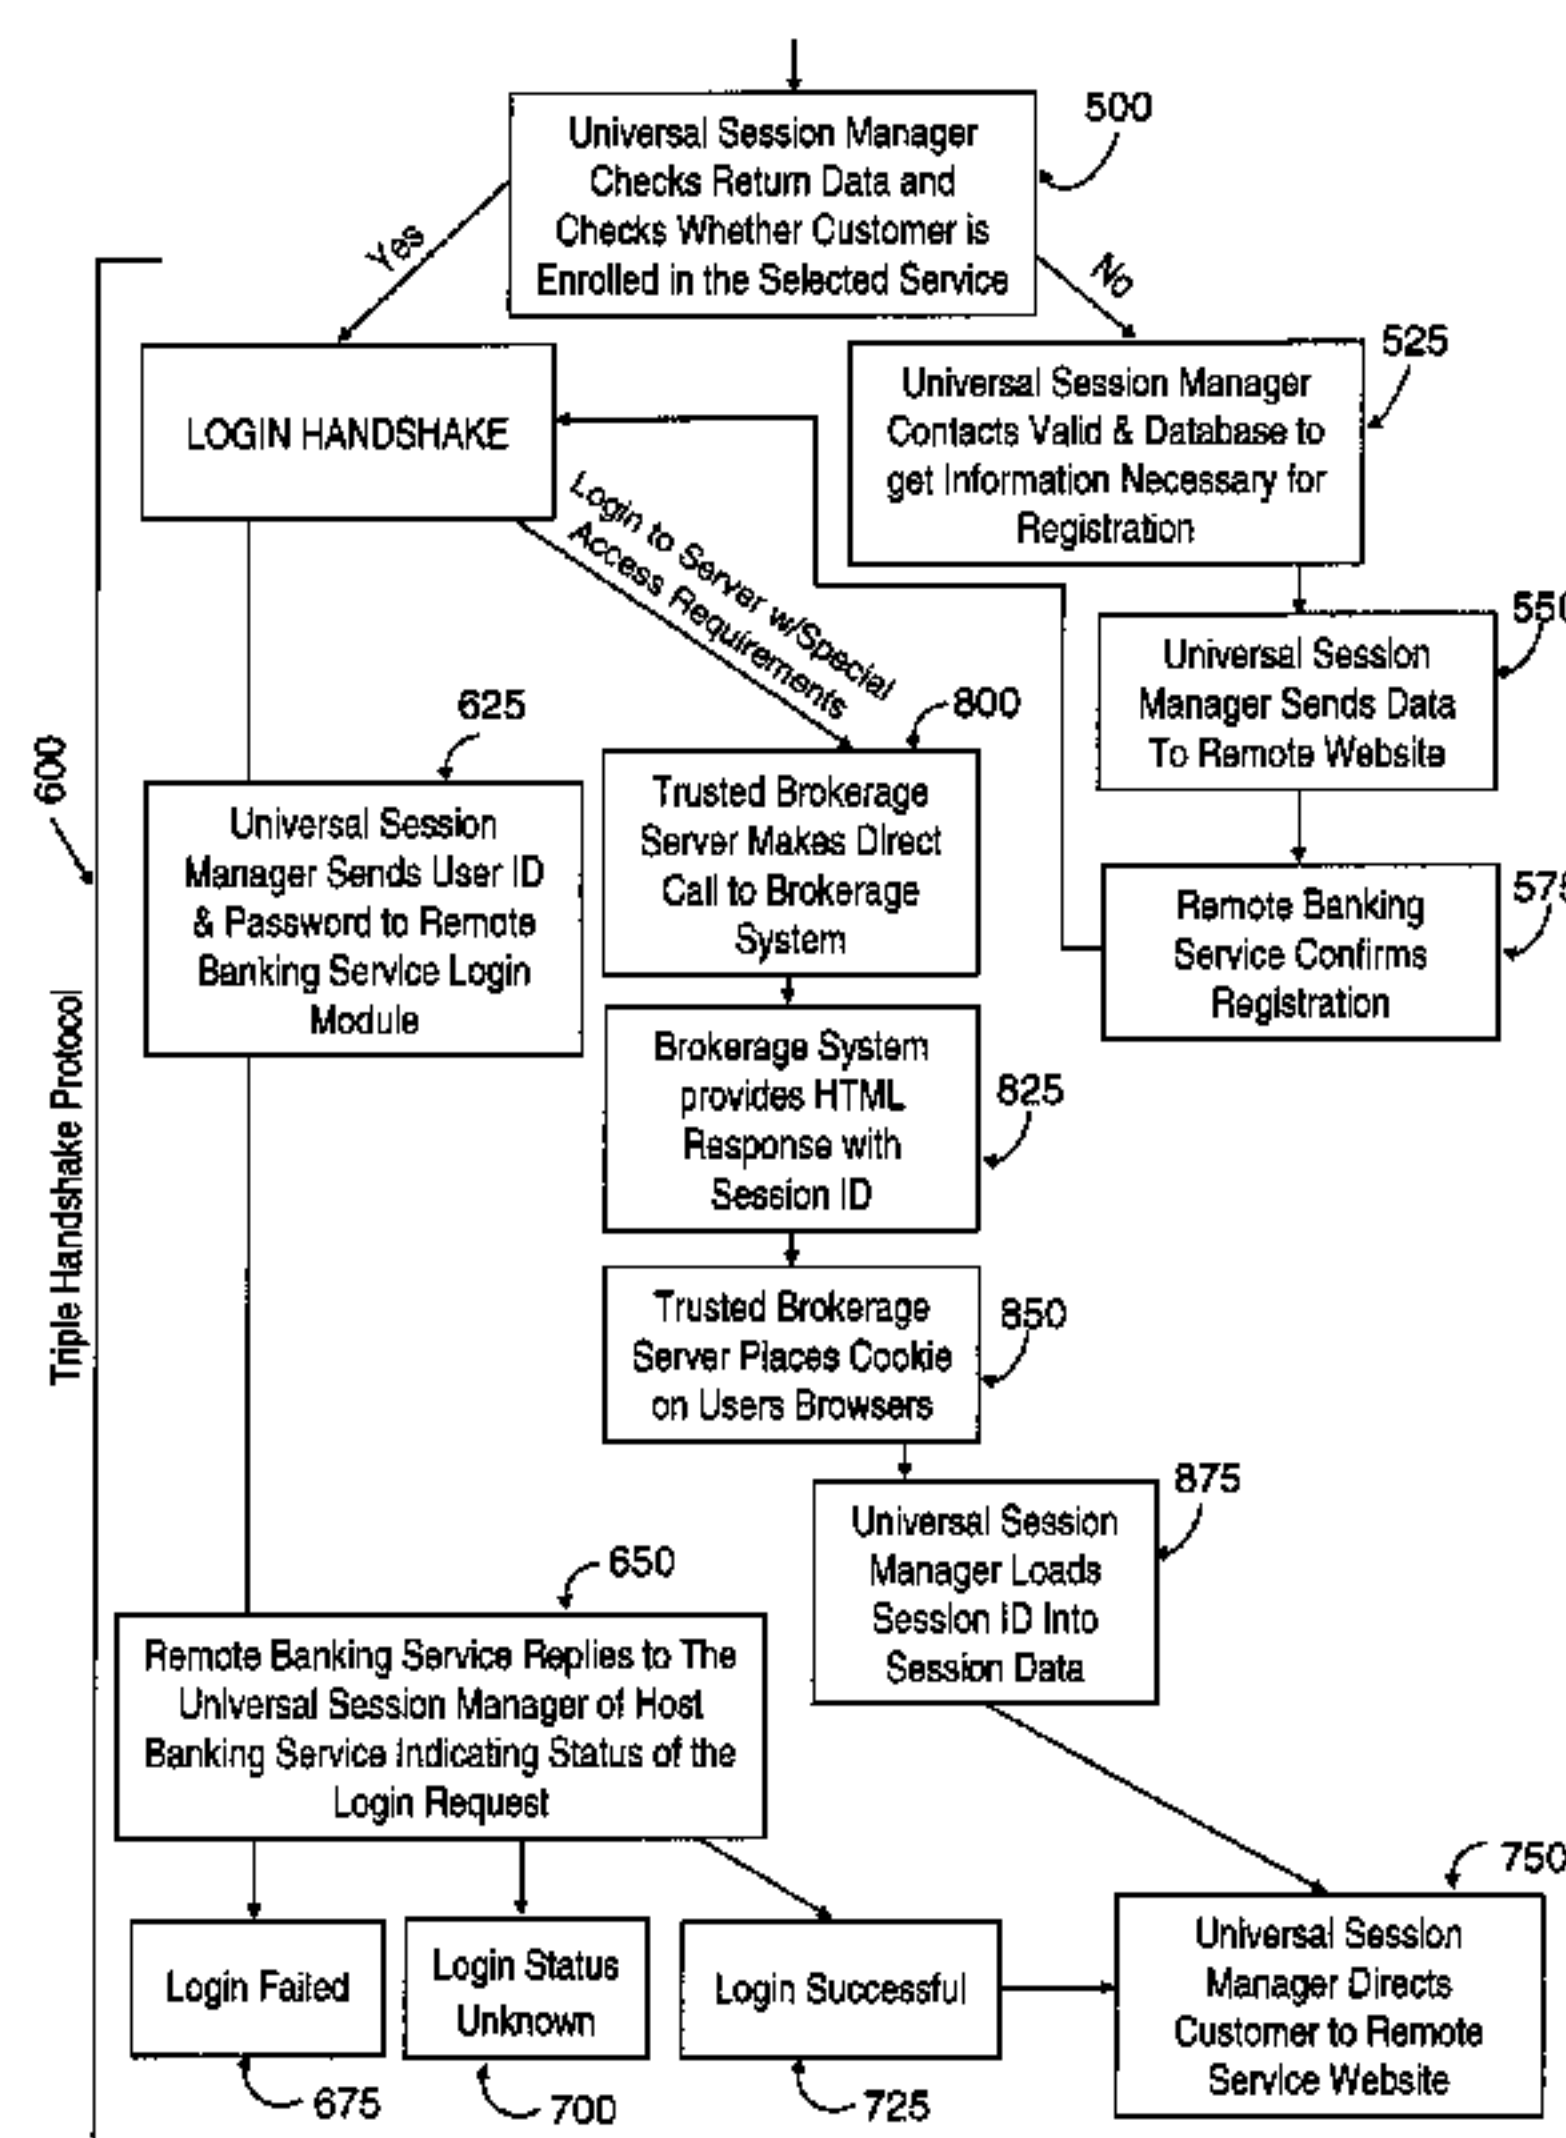 500
Universal Session Manager
Checks Return Data and
Checks Whether Customer is
Enrolled in the Selected Service
Yes
No
525
LOGIN HANDSHAKE
Universal Session Manager
Contacts Valid & Database to
get Information Necessary for
Registration
Login to Server w/Special
Access Requirements
550
Universal Session
Manager Sends Data
To Remote Website
600
Triple Handshake Protocol
625
Universal Session
Manager Sends User ID
& Password to Remote
Banking Service Login
Module
800
Trusted Brokerage
Server Makes Direct
Call to Brokerage
System
575
Remote Banking
Service Confirms
Registration
Brokerage System
provides HTML
Response with
Session ID
825
Trusted Brokerage
Server Places Cookie
on Users Browsers
850
875
Universal Session
Manager Loads
Session ID Into
Session Data
650
Remote Banking Service Replies to The
Universal Session Manager of Host
Banking Service Indicating Status of the
Login Request
750
Login Failed
Login Status
Unknown
Login Successful
Universal Session
Manager Directs
Customer to Remote
Service Website
675
700
725